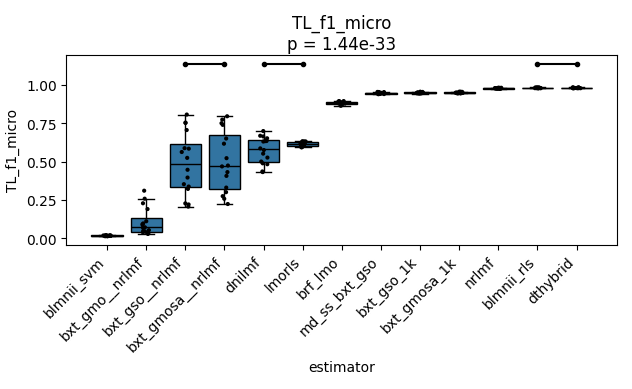 TL_f1_micro
p = 1.44e-33
TL_f1_micro
1.00
0.75
0.50
0.25
0.00
blmnii_svm
bxt_gmo__nrlmf
bxt_gso__nrlmf
bxt_gmosa__nrlmf
dnilmf
lmorls
brf_lmo
md_ss_bxt_gso
bxt_gso_1k
bxt_gmosa_1k
nrlmf
blmnii_rls
dthybrid
estimator